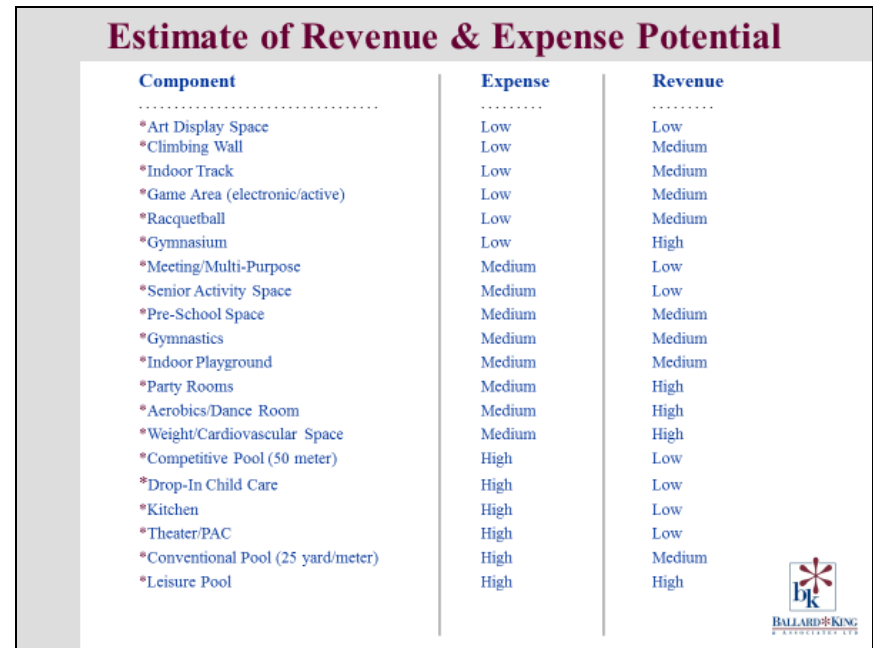 Estimate of Revenue & Expense Potential
Component Expense Revenue
*Art Display Space Low Low
*Climbing Wall Low Medium
*Indoor Track Low Medium
*Game Area (electronic/active) Low Medium
*Racquetball Low Medium
*Gymnasium Low High
*Meeting/Multi-Purpose Medium Low
*Senior Activity Space Medium Low
*Pre-School Space Medium Medium
*Gymnastics Medium Medium
*Indoor Playground Medium Medium
*Party Rooms Medium High
*Aerobics/Dance Room Medium High
*Weight/Cardiovascular Space Medium High
*Competitive Pool (50 meter) High Low
*Drop-In Child Care High Low
*Kitchen High Low
*Theater/PAC High Low
*Conventional Pool (25 yard/meter) High Medium
*Leisure Pool High High
bk
BALLARD*KING
& ASSOCIATES LTD